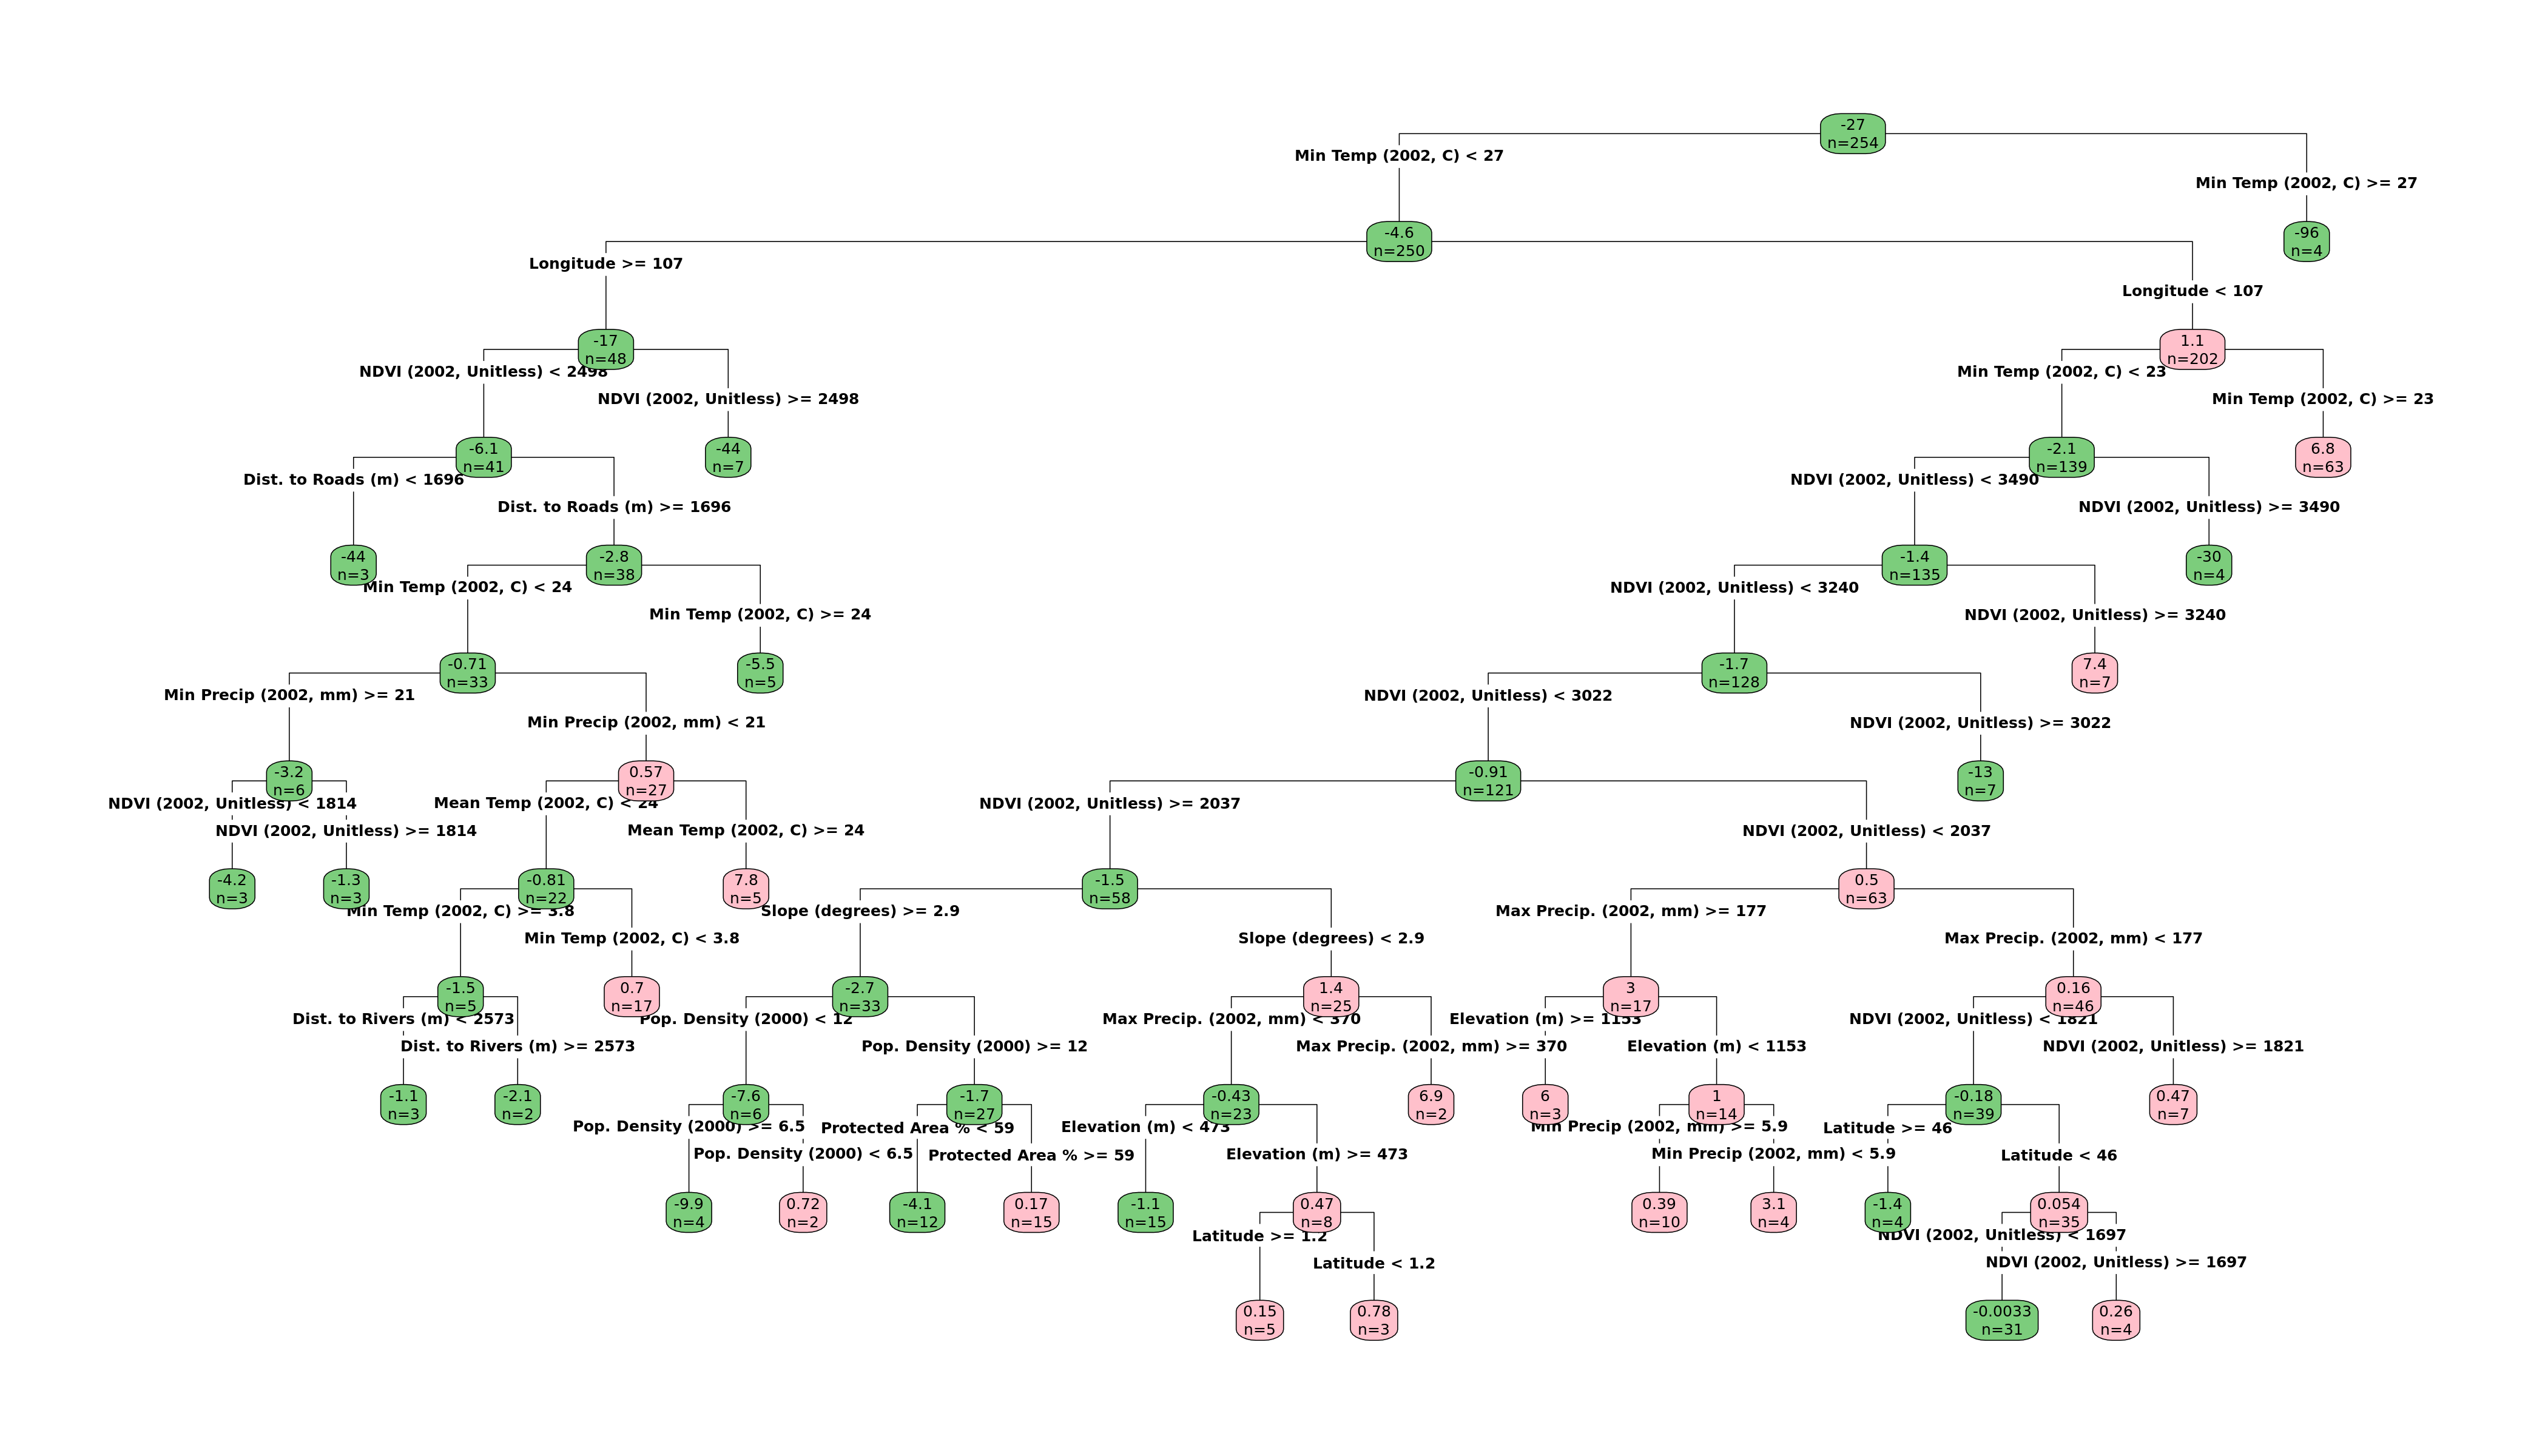 -27
n=254
Min Temp (2002, C) < 27
Min Temp (2002, C) >= 27
-4.6
n=250
-96
n=4
Longitude >= 107
Longitude < 107
-17
n=48
1.1
n=202
NDVI (2002, Unitless) < 2498
Min Temp (2002, C) < 23
NDVI (2002, Unitless) >= 2498
Min Temp (2002, C) >= 23
-6.1
n=41
-44
n=7
-2.1
n=139
6.8
n=63
Dist. to Roads (m) < 1696
NDVI (2002, Unitless) < 3490
Dist. to Roads (m) >= 1696
NDVI (2002, Unitless) >= 3490
-44
n=3
-2.8
n=38
-1.4
n=135
-30
n=4
Min Temp (2002, C) < 24
NDVI (2002, Unitless) < 3240
Min Temp (2002, C) >= 24
NDVI (2002, Unitless) >= 3240
-0.71
n=33
-5.5
n=5
-1.7
n=128
7.4
n=7
Min Precip (2002, mm) >= 21
NDVI (2002, Unitless) < 3022
Min Precip (2002, mm) < 21
NDVI (2002, Unitless) >= 3022
-3.2
n=6
0.57
n=27
-0.91
n=121
-13
n=7
NDVI (2002, Unitless) < 1814
Mean Temp (2002, C) < 24
NDVI (2002, Unitless) >= 2037
NDVI (2002, Unitless) >= 1814
Mean Temp (2002, C) >= 24
NDVI (2002, Unitless) < 2037
-4.2
n=3
-1.3
n=3
-0.81
n=22
7.8
n=5
-1.5
n=58
0.5
n=63
Min Temp (2002, C) >= 3.8
Slope (degrees) >= 2.9
Max Precip. (2002, mm) >= 177
Min Temp (2002, C) < 3.8
Slope (degrees) < 2.9
Max Precip. (2002, mm) < 177
-1.5
n=5
0.7
n=17
-2.7
n=33
1.4
n=25
3
n=17
0.16
n=46
Dist. to Rivers (m) < 2573
Pop. Density (2000) < 12
Max Precip. (2002, mm) < 370
Elevation (m) >= 1153
NDVI (2002, Unitless) < 1821
Dist. to Rivers (m) >= 2573
Pop. Density (2000) >= 12
Max Precip. (2002, mm) >= 370
Elevation (m) < 1153
NDVI (2002, Unitless) >= 1821
-1.1
n=3
-2.1
n=2
-7.6
n=6
-1.7
n=27
-0.43
n=23
6.9
n=2
6
n=3
1
n=14
-0.18
n=39
0.47
n=7
Pop. Density (2000) >= 6.5
Protected Area % < 59
Elevation (m) < 473
Min Precip (2002, mm) >= 5.9
Latitude >= 46
Pop. Density (2000) < 6.5
Protected Area % >= 59
Elevation (m) >= 473
Min Precip (2002, mm) < 5.9
Latitude < 46
-9.9
n=4
0.72
n=2
-4.1
n=12
0.17
n=15
-1.1
n=15
0.47
n=8
0.39
n=10
3.1
n=4
-1.4
n=4
0.054
n=35
Latitude >= 1.2
NDVI (2002, Unitless) < 1697
Latitude < 1.2
NDVI (2002, Unitless) >= 1697
0.15
n=5
0.78
n=3
-0.0033
n=31
0.26
n=4